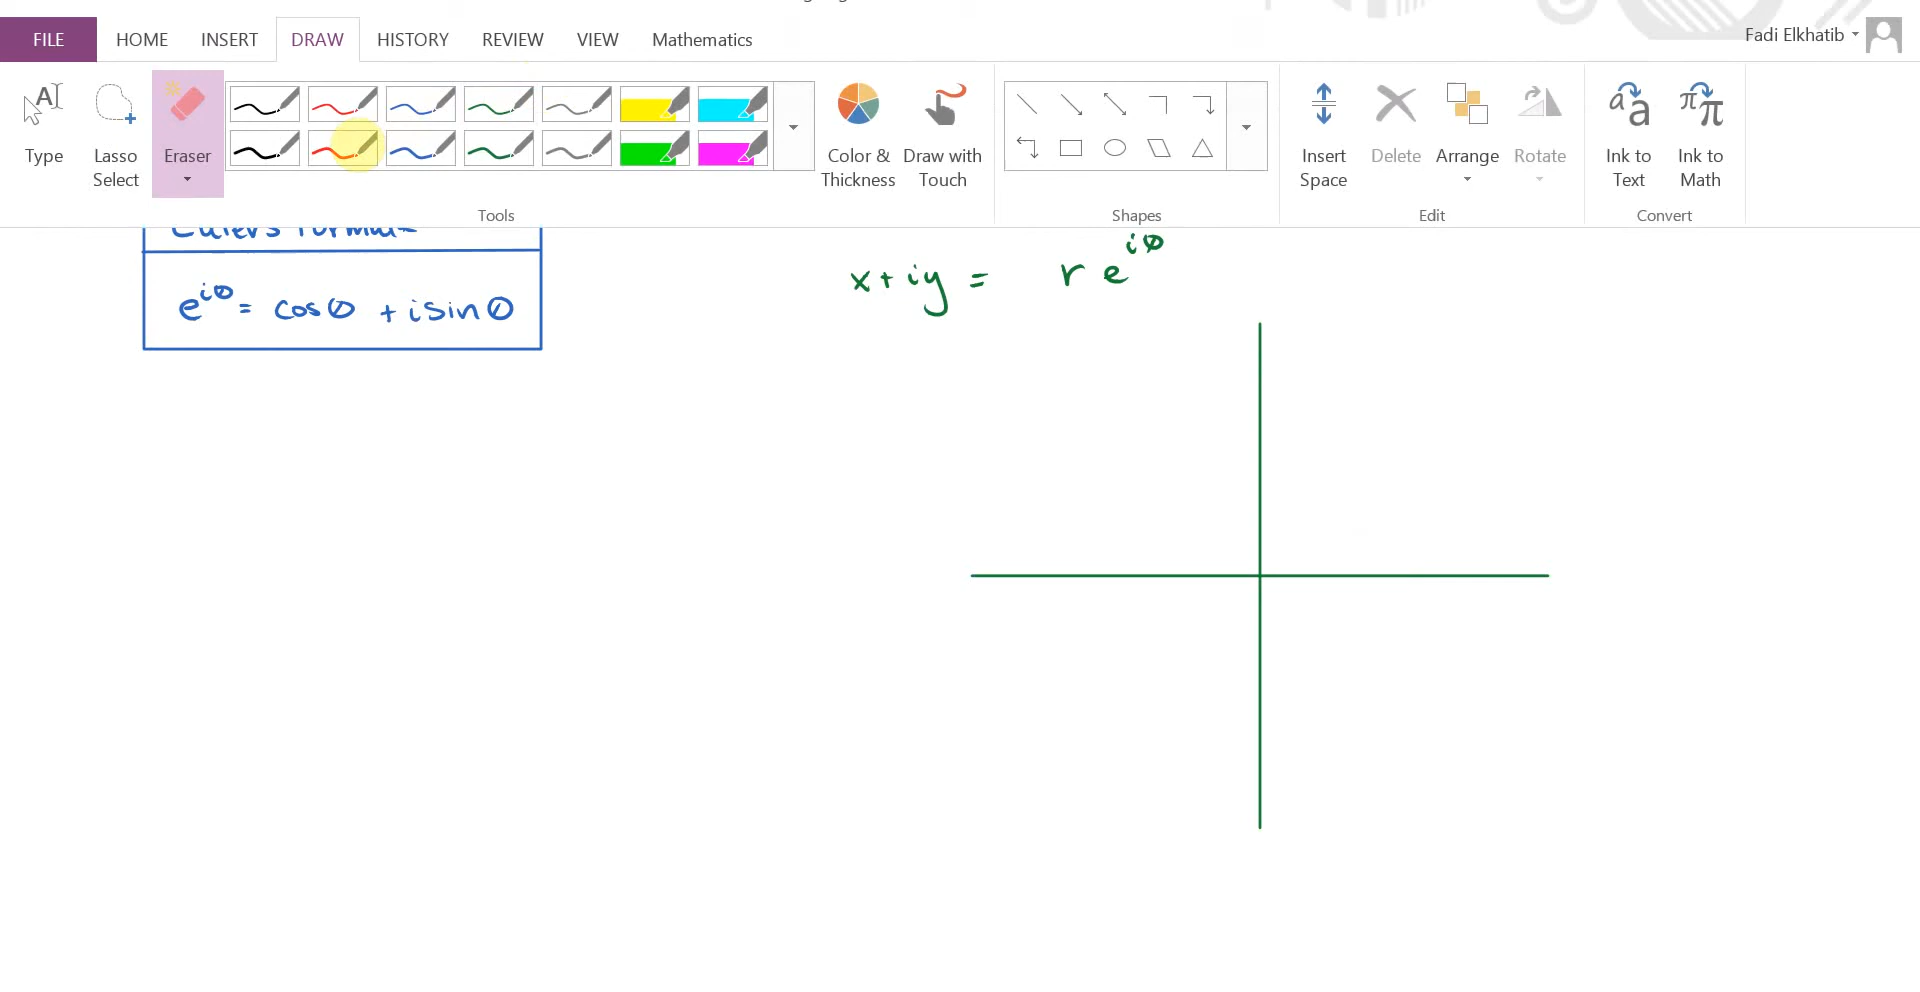 FILE HOME INSERT DRAW HISTORY REVIEW VIEW Mathematics
Fadi Elkhatib
Type
Lasso Select
Eraser
Color & Thickness
Draw with Touch
Insert Space
Delete
Arrange
Rotate
Ink to Text
Ink to Math
Tools
Shapes
Edit
Convert
Euler's formula
e^{iθ} = cosθ + isinθ
x+iy = r e^{iθ}